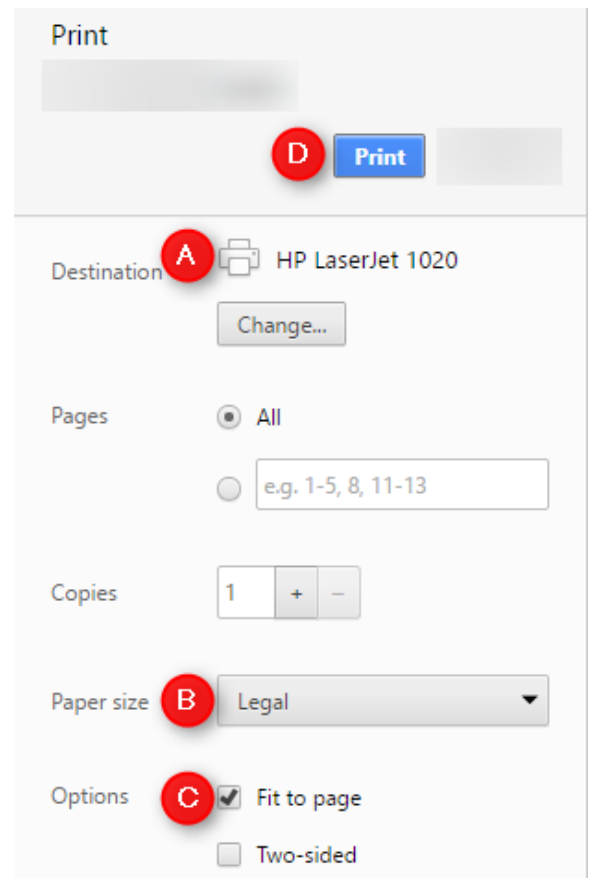 Print
D Print
Destination A HP LaserJet 1020
Change...
Pages All
e.g. 1-5, 8, 11-13
Copies 1 + −
Paper size B Legal
Options C Fit to page
Two-sided